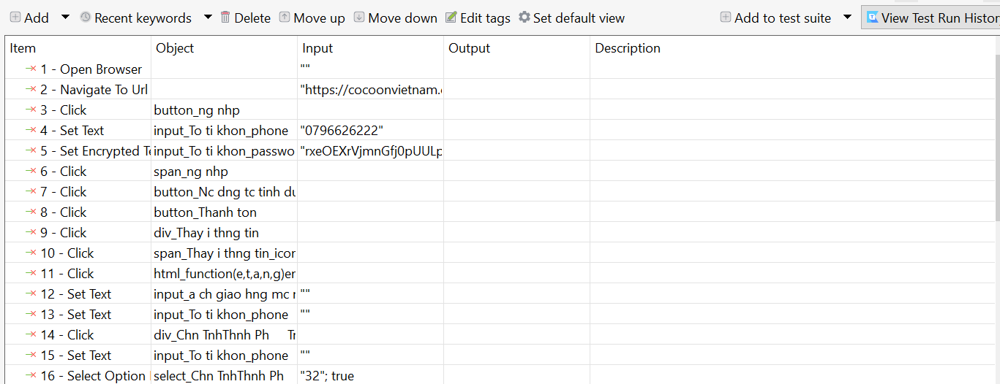 Add Recent keywords Delete Move up Move down Edit tags Set default view Add to test suite View Test Run Histor
Item Object Input Output Description
1 - Open Browser ""
2 - Navigate To Url "https://cocoonvietnam.
3 - Click button_ng nhp
4 - Set Text input_To ti khon_phone "0796626222"
5 - Set Encrypted Te input_To ti khon_passwo "rxeOEXrVjmnGfj0pUULp
6 - Click span_ng nhp
7 - Click button_Nc dng tc tinh du
8 - Click button_Thanh ton
9 - Click div_Thay i thng tin
10 - Click span_Thay i thng tin_icor
11 - Click html_function(e,t,a,n,g)er
12 - Set Text input_a ch giao hng mc r ""
13 - Set Text input_To ti khon_phone ""
14 - Click div_Chn TnhThnh Ph Tr
15 - Set Text input_To ti khon_phone ""
16 - Select Option select_Chn TnhThnh Ph "32"; true